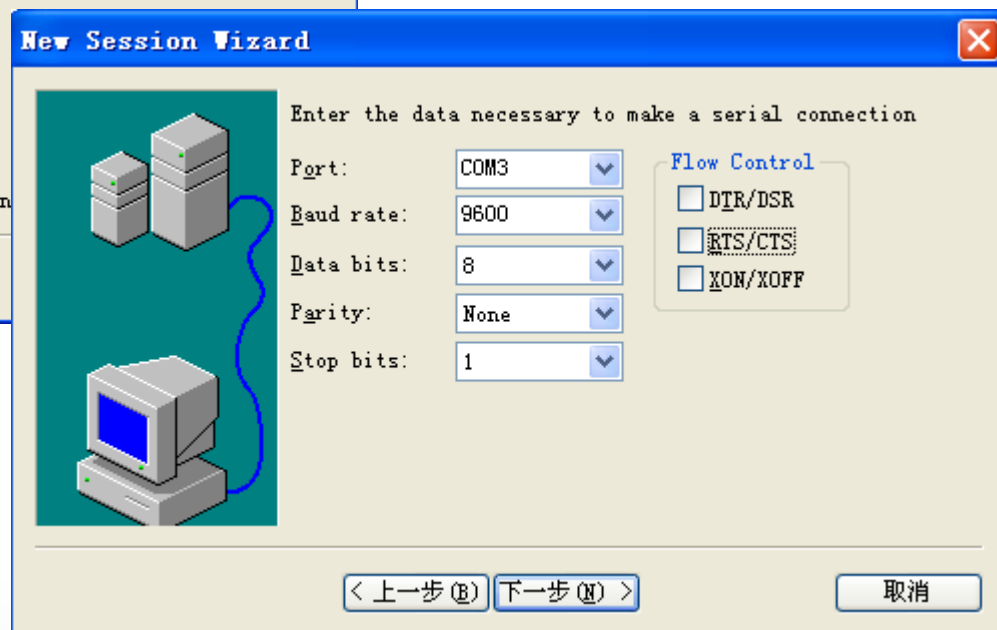 New Session Wizard
Enter the data necessary to make a serial connection
Port: COM3
Baud rate: 9600
Data bits: 8
Parity: None
Stop bits: 1
Flow Control
DTR/DSR
RTS/CTS
XON/XOFF
< 上一步(B) 下一步(N) > 取消